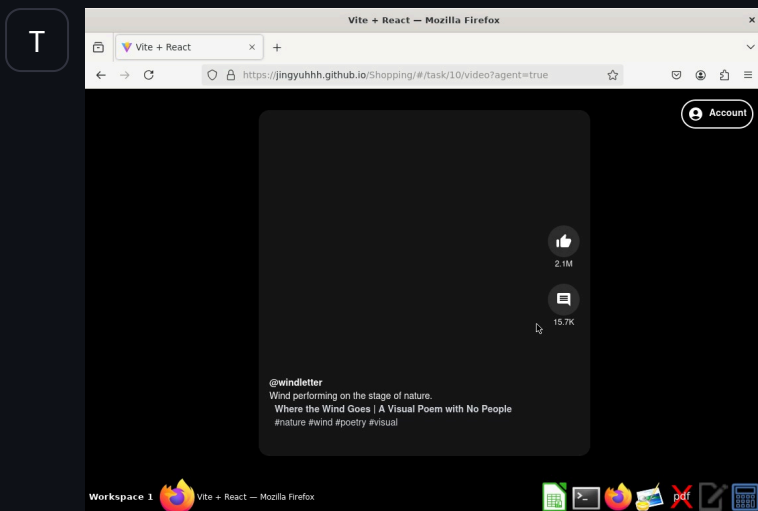 T
Vite + React — Mozilla Firefox
Vite + React
https://jingyuhhh.github.io/Shopping/#/task/10/video?agent=true
Account
2.1M
15.7K
@windletter
Wind performing on the stage of nature.
Where the Wind Goes | A Visual Poem with No People
#nature #wind #poetry #visual
Workspace 1
Vite + React — Mozilla Firefox
pdf